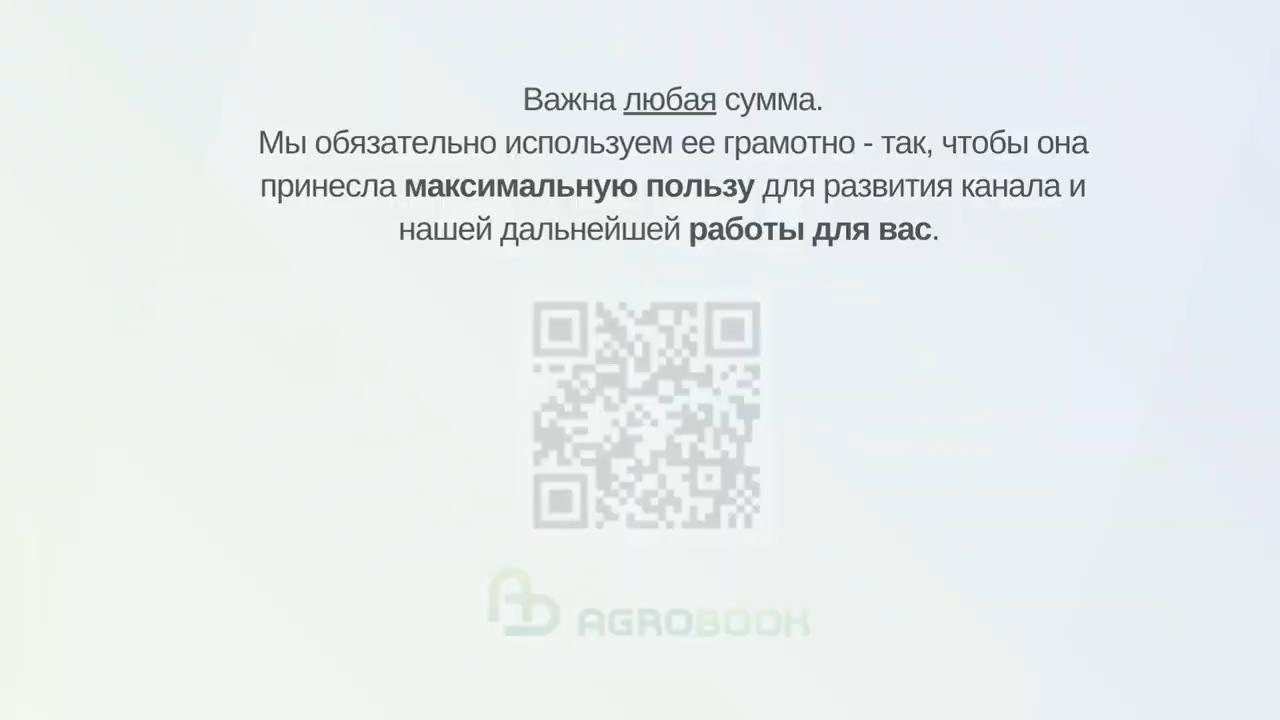 Важна любая сумма.
Мы обязательно используем ее грамотно - так, чтобы она
принесла максимальную пользу для развития канала и
нашей дальнейшей работы для вас.
AGROBOOK